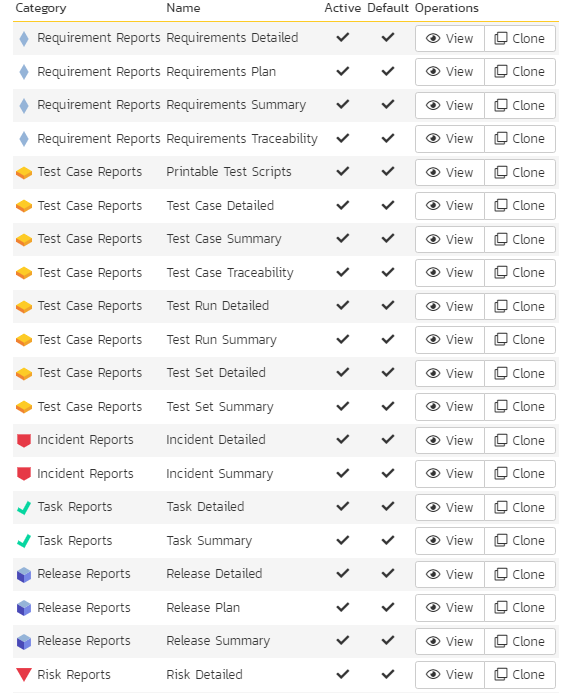 Category Name Active Default Operations
Requirement Reports Requirements Detailed View Clone
Requirement Reports Requirements Plan View Clone
Requirement Reports Requirements Summary View Clone
Requirement Reports Requirements Traceability View Clone
Test Case Reports Printable Test Scripts View Clone
Test Case Reports Test Case Detailed View Clone
Test Case Reports Test Case Summary View Clone
Test Case Reports Test Case Traceability View Clone
Test Case Reports Test Run Detailed View Clone
Test Case Reports Test Run Summary View Clone
Test Case Reports Test Set Detailed View Clone
Test Case Reports Test Set Summary View Clone
Incident Reports Incident Detailed View Clone
Incident Reports Incident Summary View Clone
Task Reports Task Detailed View Clone
Task Reports Task Summary View Clone
Release Reports Release Detailed View Clone
Release Reports Release Plan View Clone
Release Reports Release Summary View Clone
Risk Reports Risk Detailed View Clone